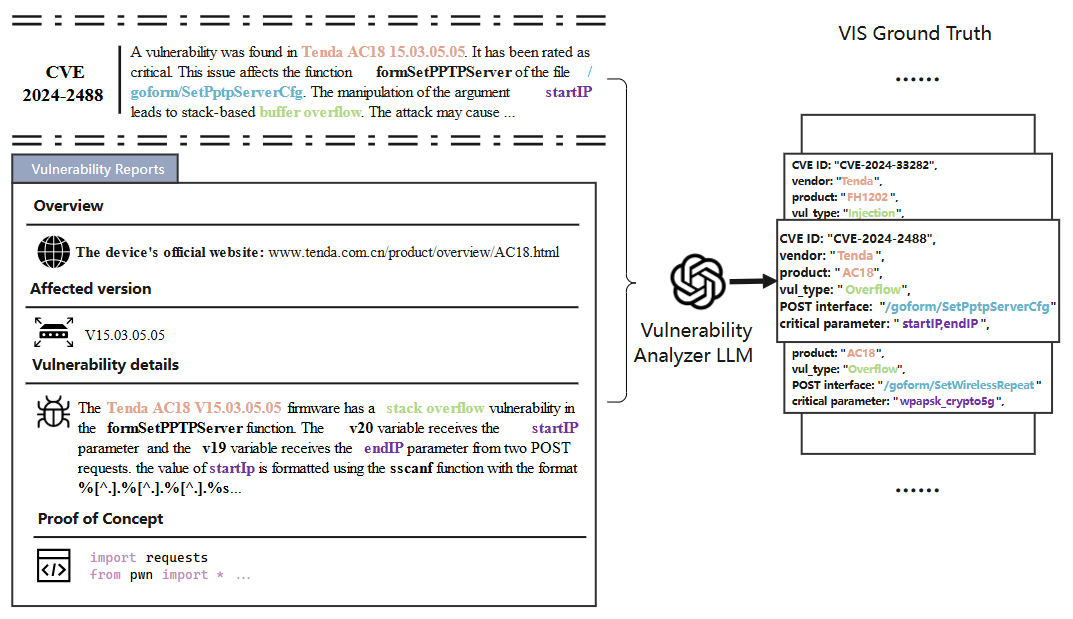 CVE
2024-2488
A vulnerability was found in Tenda AC18 15.03.05.05. It has been rated as
critical. This issue affects the function formSetPPTPServer of the file /
goform/SetPptpServerCfg. The manipulation of the argument startIP
leads to stack-based buffer overflow. The attack may cause ...
Vulnerability Reports
Overview
The device's official website: www.tenda.com.cn/product/overview/AC18.html
Affected version
V15.03.05.05
Vulnerability details
The Tenda AC18 V15.03.05.05 firmware has a stack overflow vulnerability in
the formSetPPTPServer function. The v20 variable receives the startIP
parameter and the v19 variable receives the endIP parameter from two POST
requests. the value of startIp is formatted using the sscanf function with the format
%[^.].%[^.].%[^.].%s...
Proof of Concept
</>
import requests
from pwn import * ...
Vulnerability
Analyzer LLM
VIS Ground Truth
......
CVE ID: "CVE-2024-33282",
vendor: "Tenda",
product: "FH1202 ",
vul_type: "Injection",
CVE ID: "CVE-2024-2488",
vendor: "Tenda ",
product: " AC18",
vul_type: " Overflow",
POST interface: "/goform/SetPptpServerCfg"
critical parameter: " startIP,endIP ",
product: "AC18",
vul_type: "Overflow",
POST interface: "/goform/SetWirelessRepeat "
critical parameter: "wpapsk_crypto5g",
......